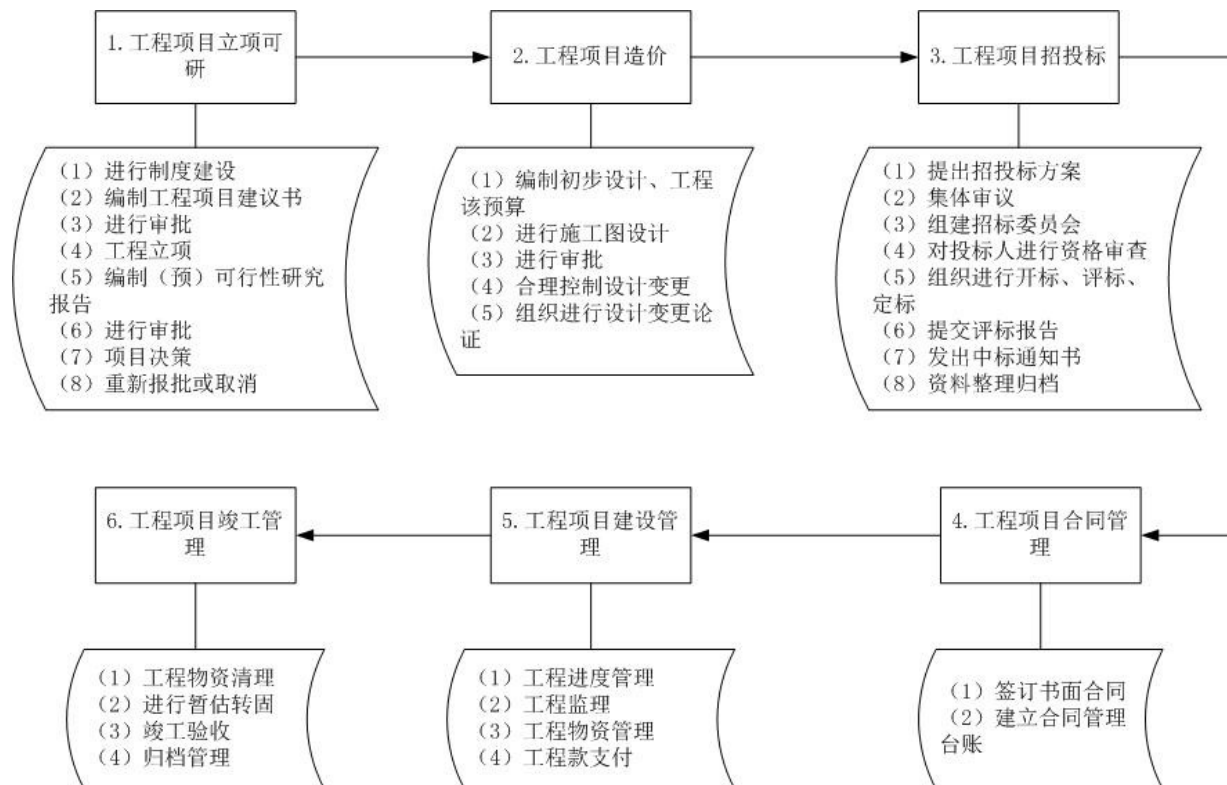 1.工程项目立项可
研
2.工程项目造价
3.工程项目招投标
(1)进行制度建设
(2)编制工程项目建议书
(3)进行审批
(4)工程立项
(5)编制（预）可行性研究
报告
(6)进行审批
(7)项目决策
(8)重新报批或取消
(1)编制初步设计、工程
该预算
(2)进行施工图设计
(3)进行审批
(4)合理控制设计变更
(5)组织进行设计变更论
证
(1)提出招投标方案
(2)集体审议
(3)组建招标委员会
(4)对投标人进行资格审查
(5)组织进行开标、评标、
定标
(6)提交评标报告
(7)发出中标通知书
(8)资料整理归档
4.工程项目合同管
理
(1)签订书面合同
(2)建立合同管理
台账
5.工程项目建设管
理
(1)工程进度管理
(2)工程监理
(3)工程物资管理
(4)工程款支付
6.工程项目竣工管
理
(1)工程物资清理
(2)进行暂估转固
(3)竣工验收
(4)归档管理